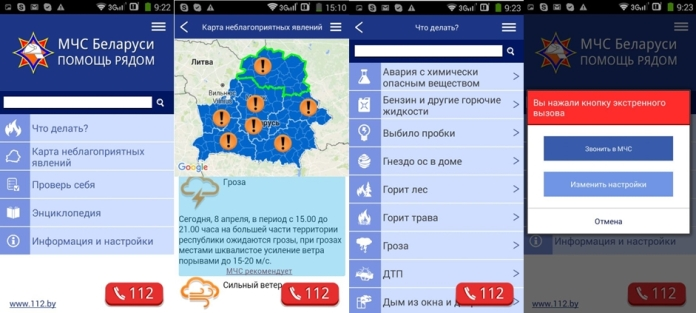 9:22
МЧС Беларуси
ПОМОЩЬ РЯДОМ
Что делать?
Карта неблагоприятных
явлений
Проверь себя
Энциклопедия
Информация и настройки
www.112.by
112
3G
15:10
Карта неблагоприятных явлений
Литва
Вильнюс
Google
Гроза
Сегодня, 8 апреля, в период с 15.00 до
21.00 часа на большей части территории
республики ожидаются грозы, при грозах
местами шквалистое усиление ветра
порывами до 15-20 м/с.
МЧС рекомендует
Сильный ветер
112
3G
9:23
Что делать?
Авария с химически
опасным веществом
Бензин и другие горючие
жидкости
Выбило пробки
Гнездо ос в доме
Горит лес
Горит трава
Гроза
ДТП
Дым из окна и
112
3G
9:23
МЧС Беларуси
ПОМОЩЬ РЯДОМ
Вы нажали кнопку экстренного
вызова
Звонить в МЧС
Изменить настройки
Отмена
Информация и настройки
www.112.by
112